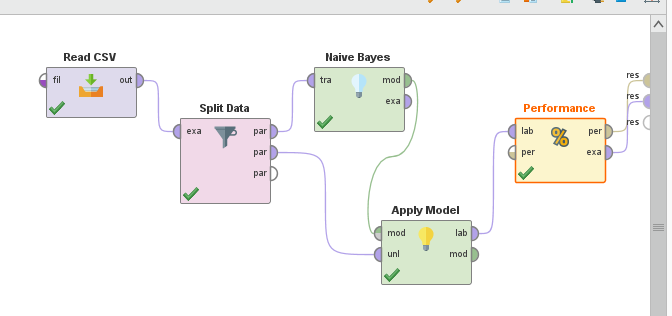 Read CSV
fil out
Split Data
exa par
par
par
Naive Bayes
tra mod
exa
Apply Model
mod lab
unl mod
Performance
lab per
per exa
%
res
res
res